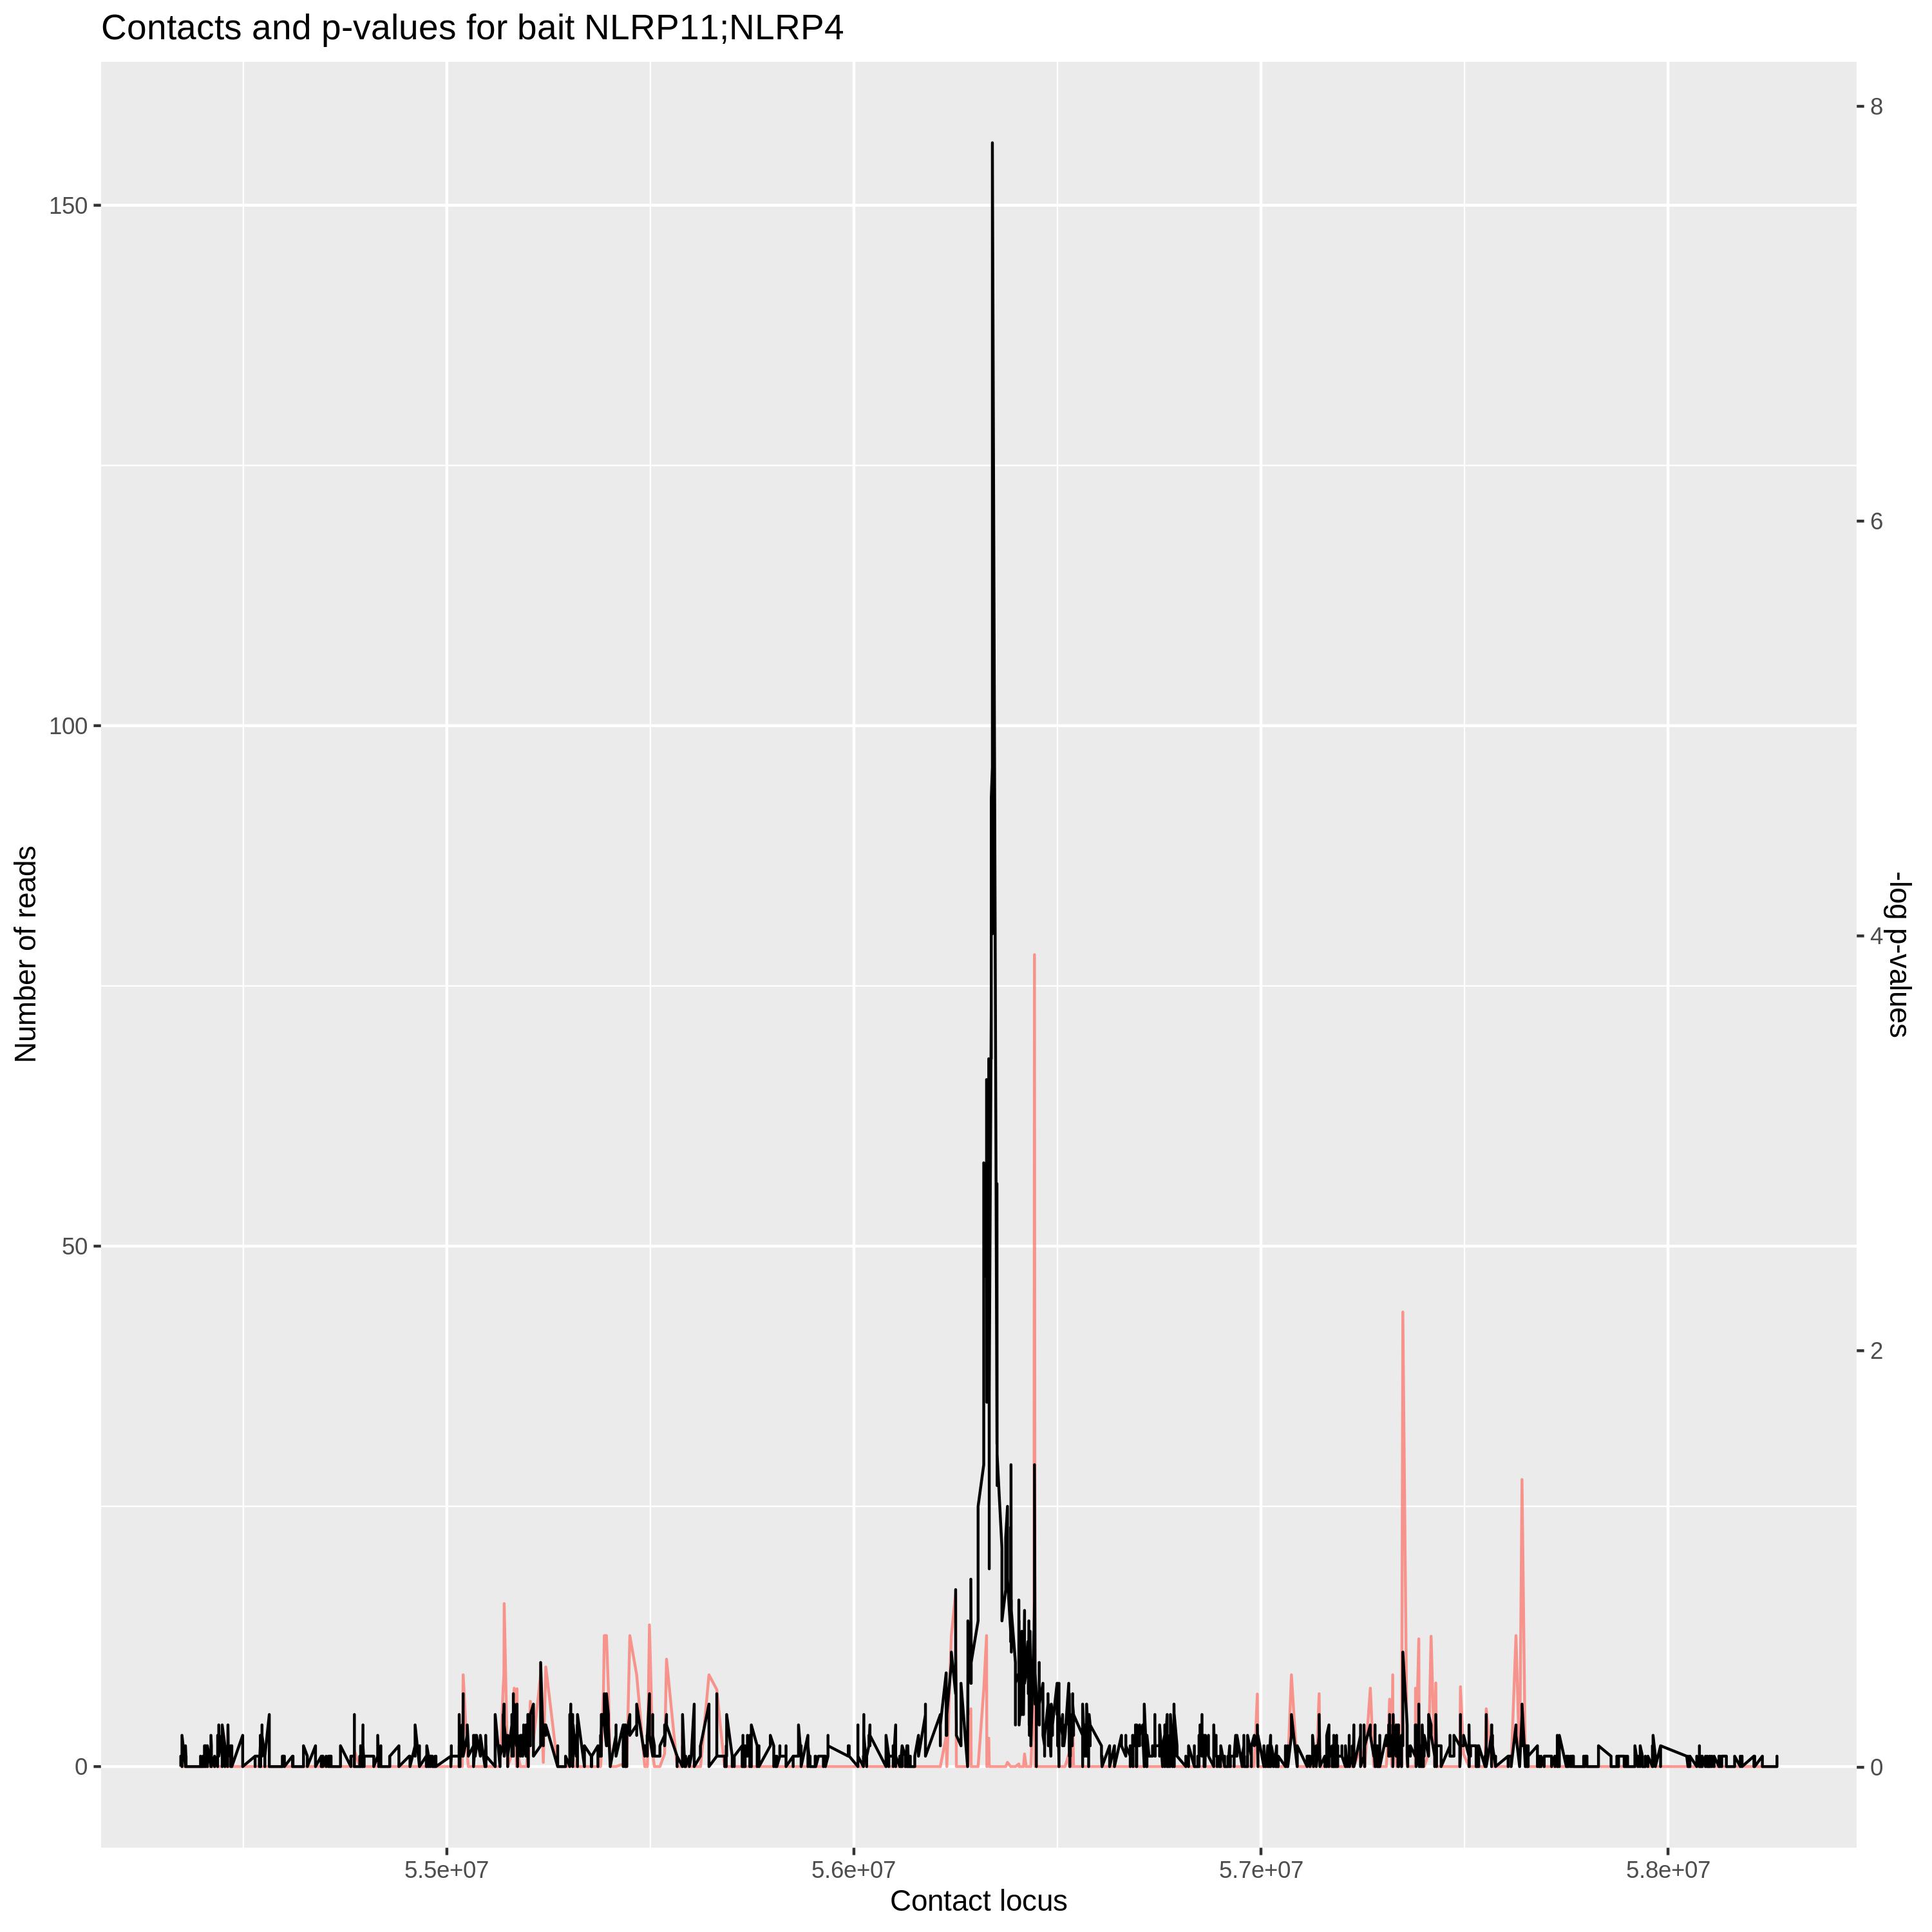 Contacts and p-values for bait NLRP11;NLRP4
Number of reads
150
100
50
0
8
6
4
2
0
-log p-values
5.5e+07
5.6e+07
5.7e+07
5.8e+07
Contact locus